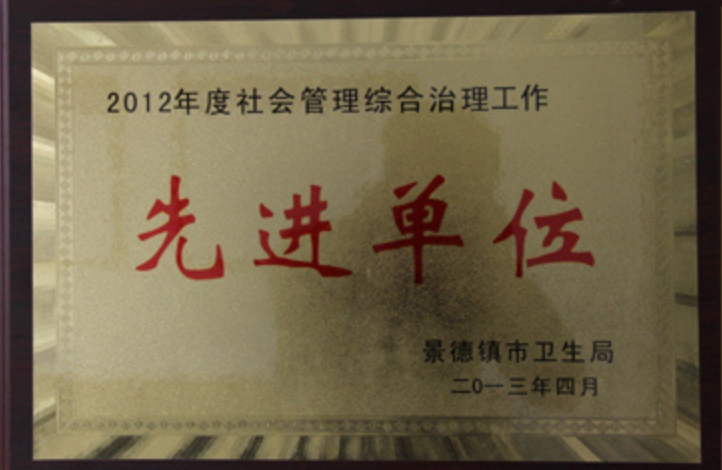 2012年度社会管理综合治理工作
先进单位
景德镇市卫生局
二0一三年四月